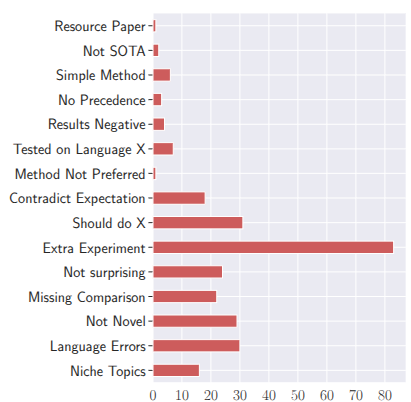 Resource Paper
Not SOTA
Simple Method
No Precedence
Results Negative
Tested on Language X
Method Not Preferred
Contradict Expectation
Should do X
Extra Experiment
Not surprising
Missing Comparison
Not Novel
Language Errors
Niche Topics
0 10 20 30 40 50 60 70 80